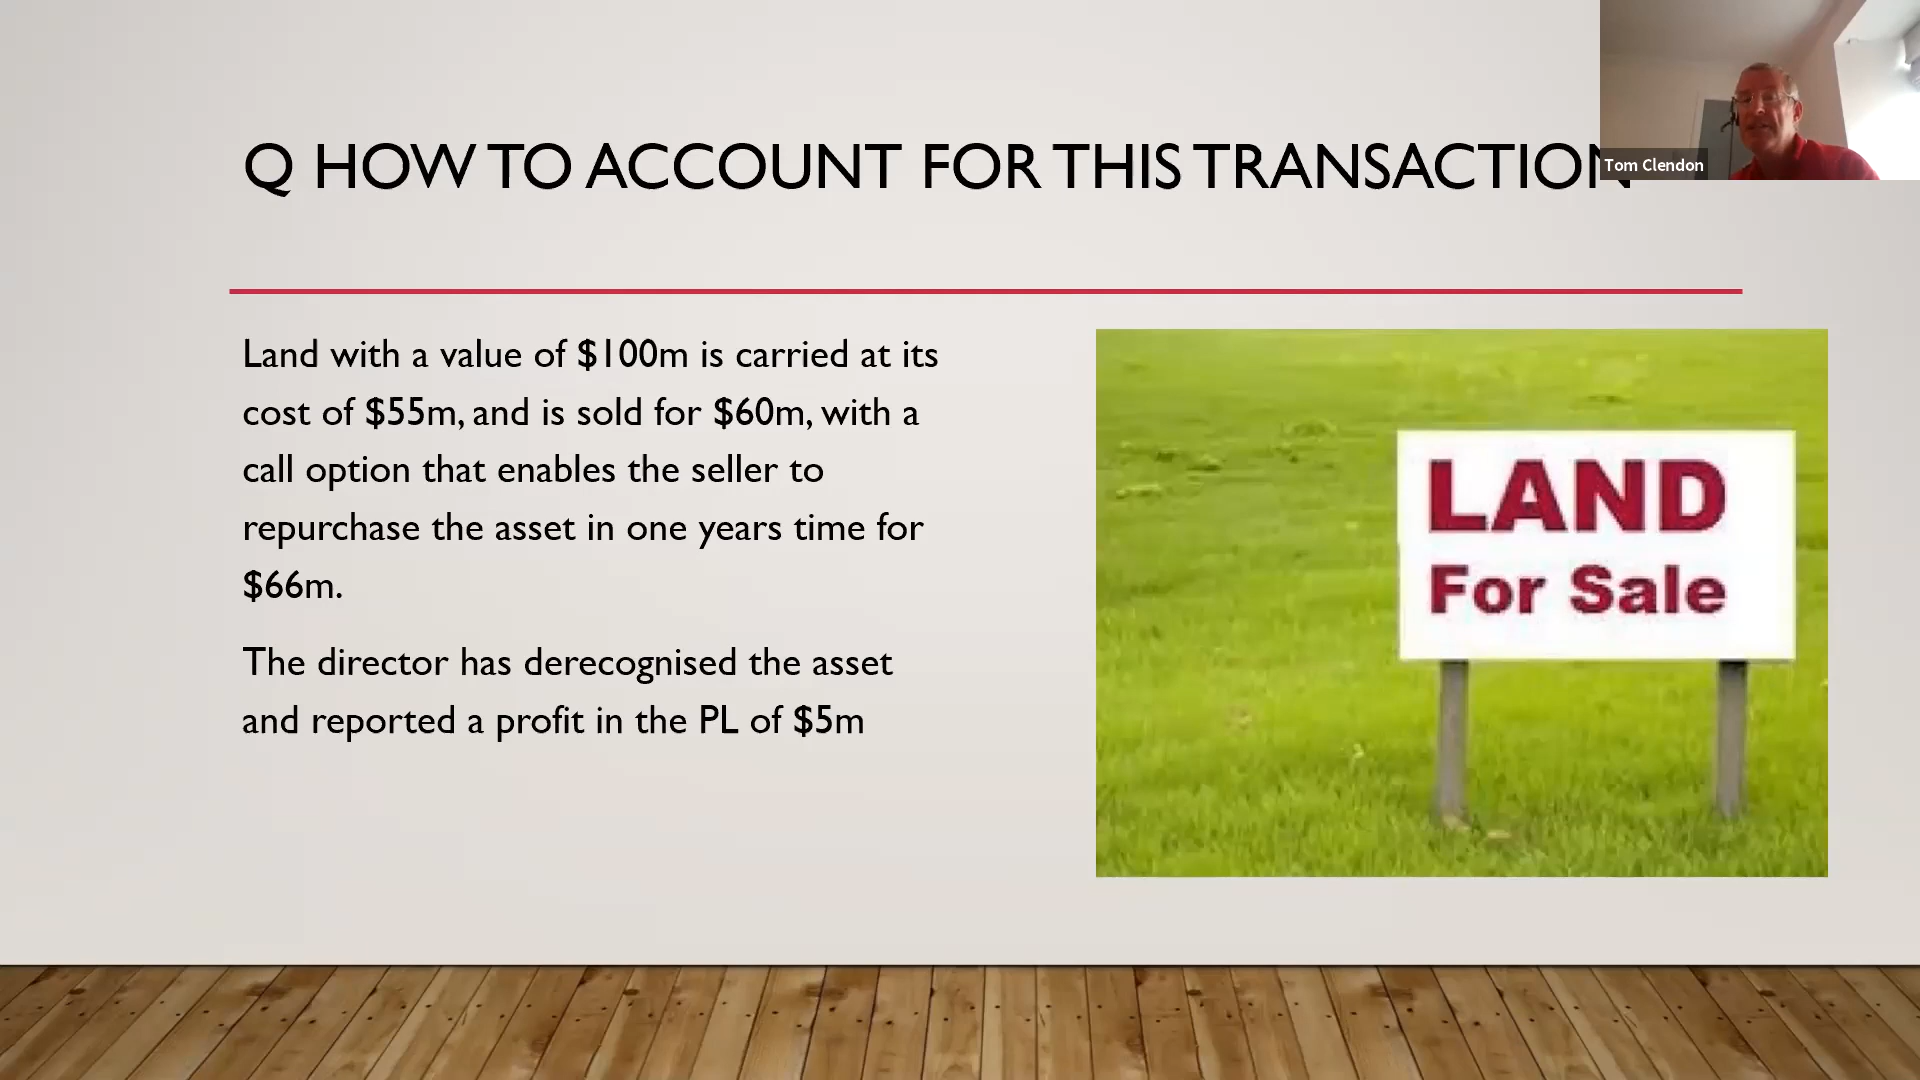 Q HOW TO ACCOUNT FOR THIS TRANSACTION
Tom Clendon
Land with a value of $100m is carried at its
cost of $55m, and is sold for $60m, with a
call option that enables the seller to
repurchase the asset in one years time for
$66m.
The director has derecognised the asset
and reported a profit in the PL of $5m
LAND
For Sale